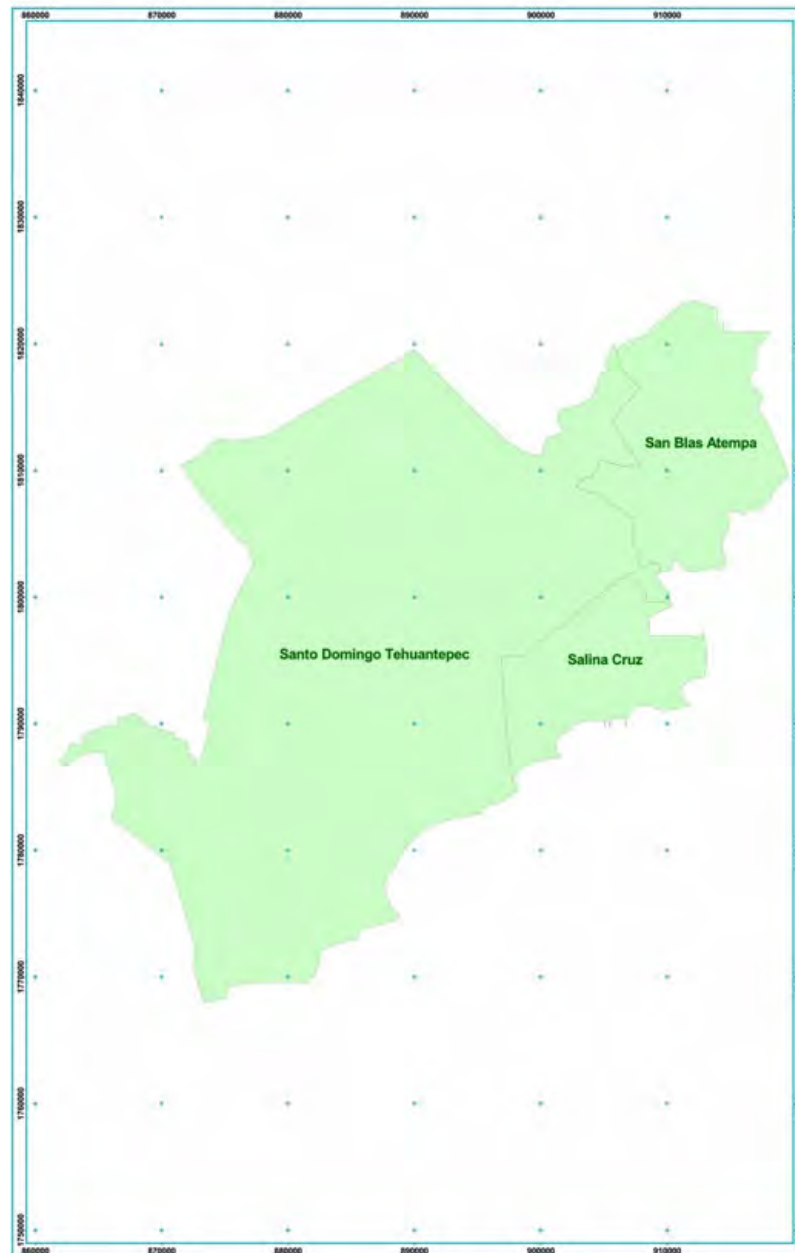 860000 870000 880000 890000 900000 910000
1840000
1830000
1820000
San Blas Atempa
1810000
1800000
Santo Domingo Tehuantepec
Salina Cruz
1790000
1780000
1770000
1760000
1750000
860000 870000 880000 890000 900000 910000